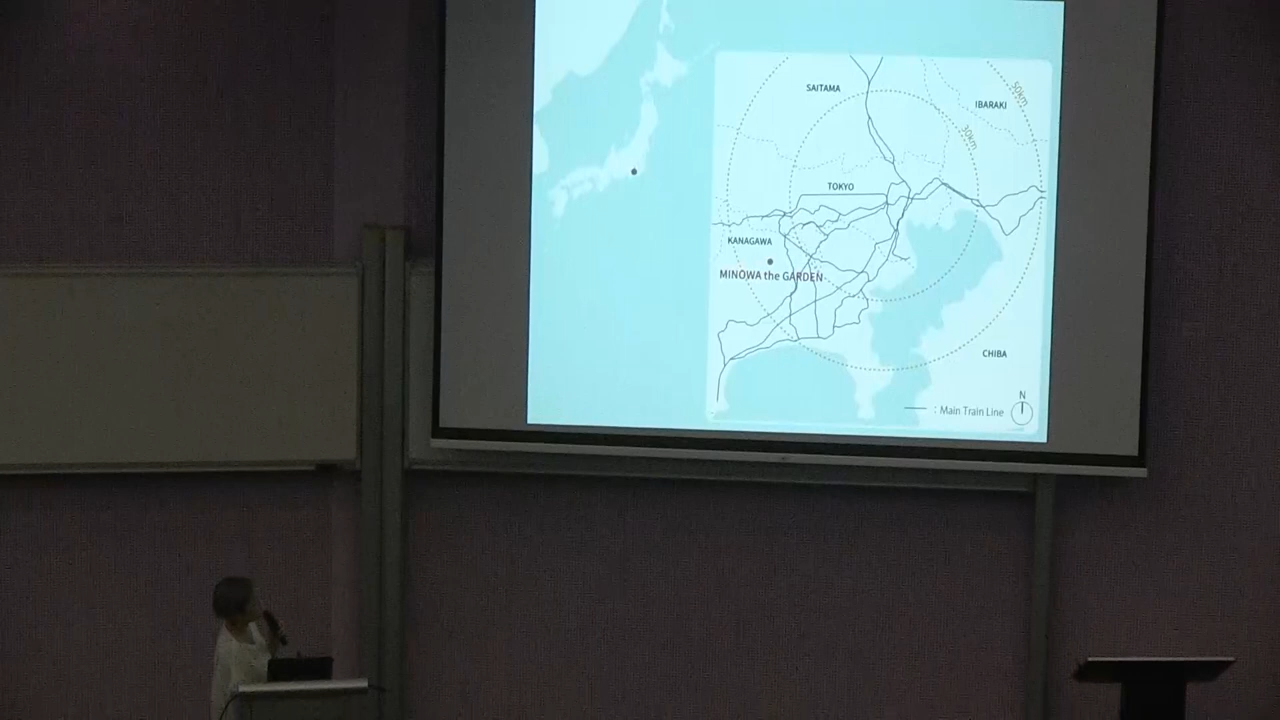 SAITAMA
50km
IBARAKI
30km
TOKYO
KANAGAWA
MINOWA the GARDEN
CHIBA
N
: Main Train Line